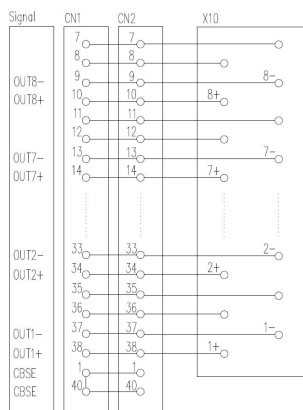 Signal CN1 CN2 X10
7 7
8 8
OUT8- 9 9 8-
OUT8+ 10 10 8+
11 11
12 12
OUT7- 13 13 7-
OUT7+ 14 14 7+
OUT2- 33 33 2-
OUT2+ 34 34 2+
35 35
36 36
OUT1- 37 37 1-
OUT1+ 38 38 1+
CBSE 1 1
CBSE 40 40